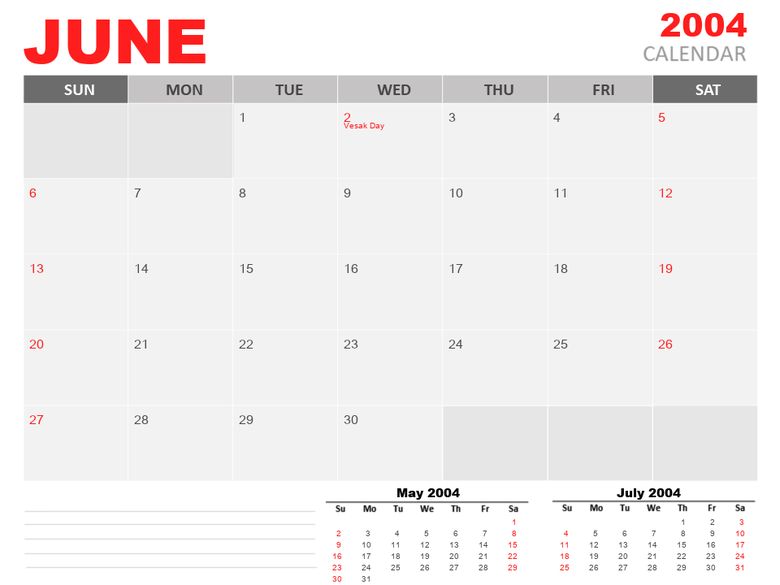 JUNE
2004
CALENDAR
SUN MON TUE WED THU FRI SAT
1 2 3 4 5
Vesak Day
6 7 8 9 10 11 12
13 14 15 16 17 18 19
20 21 22 23 24 25 26
27 28 29 30
May 2004
Su Mo Tu We Th Fr Sa
1
2 3 4 5 6 7 8
9 10 11 12 13 14 15
16 17 18 19 20 21 22
23 24 25 26 27 28 29
30 31
July 2004
Su Mo Tu We Th Fr Sa
1 2 3
4 5 6 7 8 9 10
11 12 13 14 15 16 17
18 19 20 21 22 23 24
25 26 27 28 29 30 31